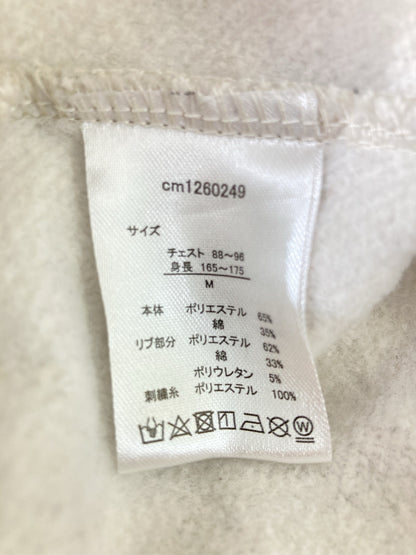 cm1260249
サイズ
チェスト 88～96
身長 165～175
M
本体 ポリエステル 65%
綿 35%
リブ部分 ポリエステル 62%
綿 33%
ポリウレタン 5%
刺繍糸 ポリエステル 100%